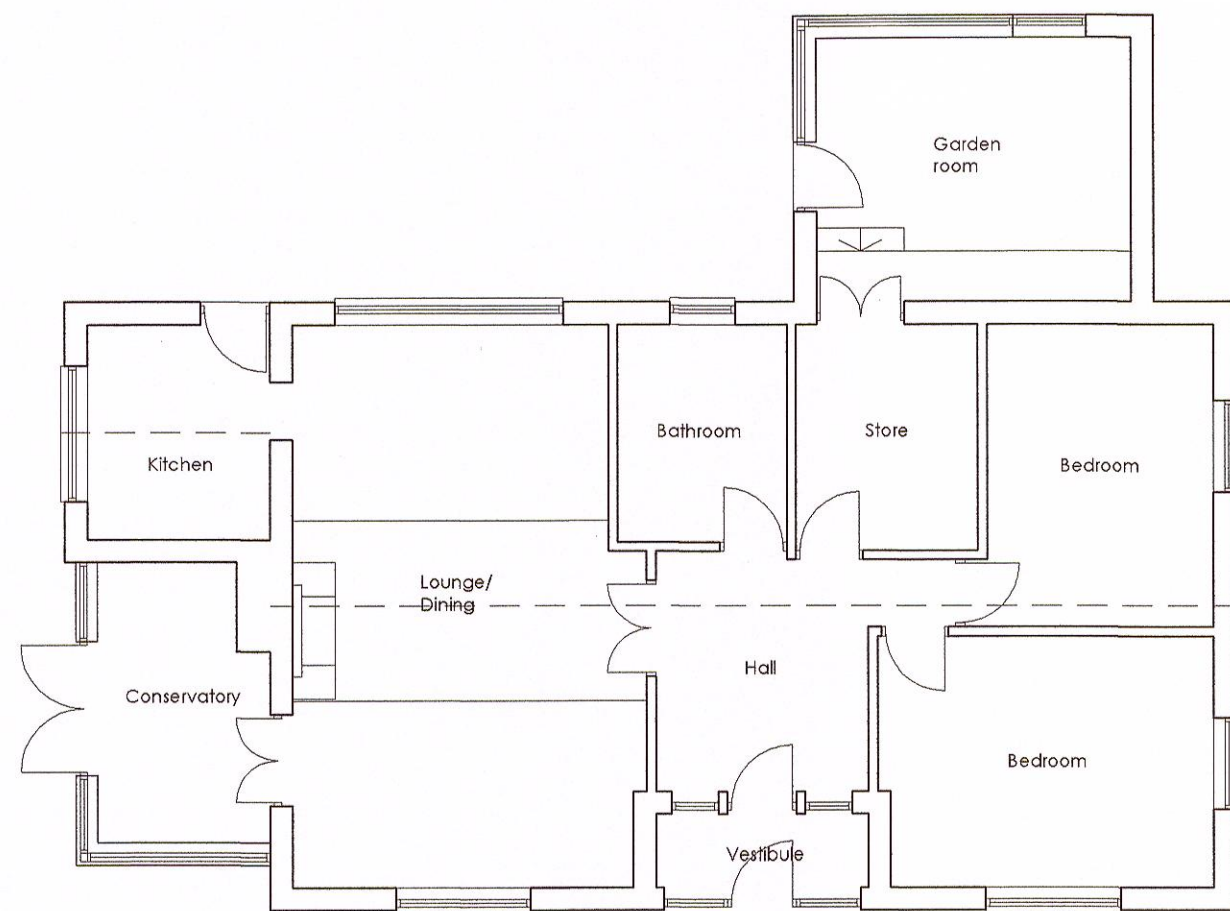 Garden
room
Bathroom
Store
Kitchen
Bedroom
Lounge/
Dining
Hall
Conservatory
Bedroom
Vestibule